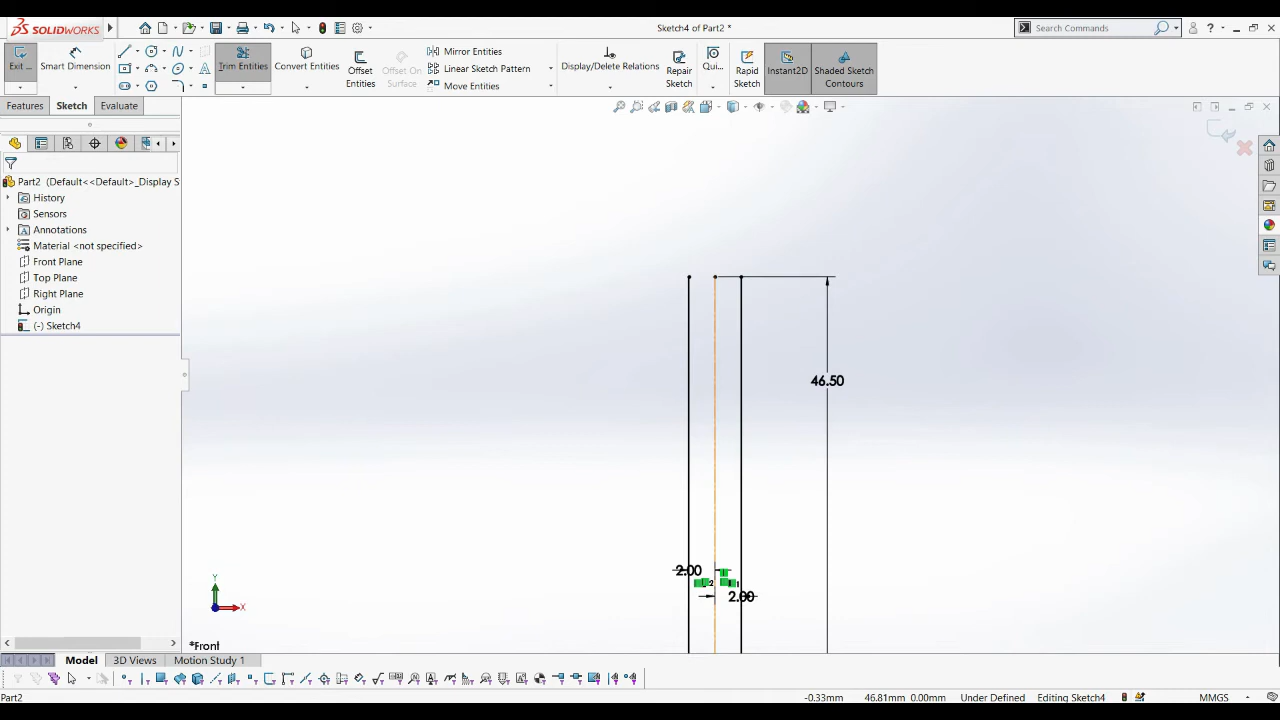 SOLIDWORKS
Sketch4 of Part2 *
Search Commands
?
Exit ...
Smart Dimension
Trim Entities
Convert Entities
Offset Entities
Offset On Surface
Mirror Entities
Linear Sketch Pattern
Move Entities
Display/Delete Relations
Repair Sketch
Qui...
Rapid Sketch
Instant2D
Shaded Sketch Contours
Features
Sketch
Evaluate
Part2 (Default<<Default>_Display S
History
Sensors
Annotations
Material <not specified>
Front Plane
Top Plane
Right Plane
Origin
(-) Sketch4
46.50
2.00
2.00
Y
X
*Front
Model
3D Views
Motion Study 1
Part2
-0.33mm
46.81mm 0.00mm
Under Defined
Editing Sketch4
MMGS